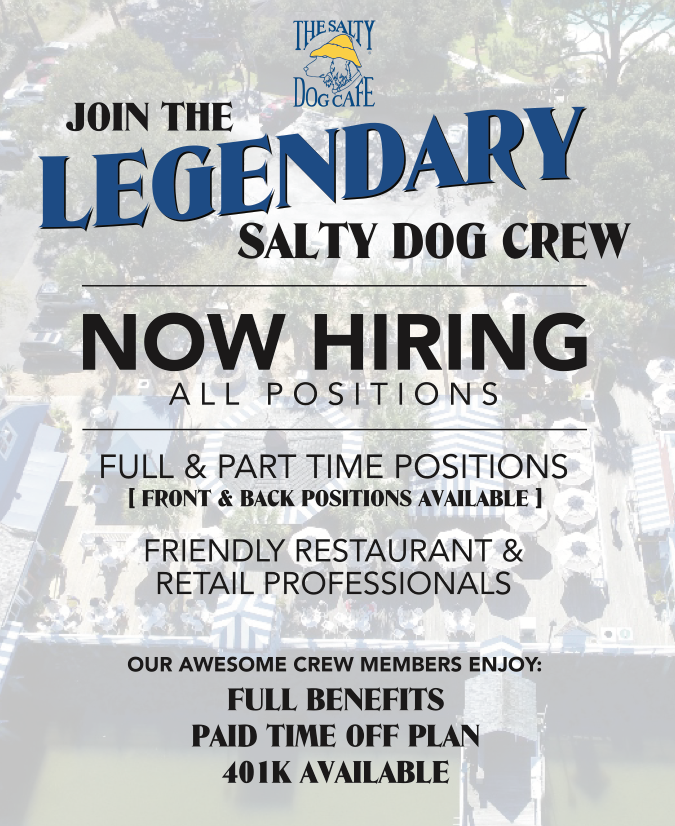 THE SALTY
DOG CAFE
JOIN THE
LEGENDARY
SALTY DOG CREW
NOW HIRING
ALL POSITIONS
FULL & PART TIME POSITIONS
[ FRONT & BACK POSITIONS AVAILABLE ]
FRIENDLY RESTAURANT &
RETAIL PROFESSIONALS
OUR AWESOME CREW MEMBERS ENJOY:
FULL BENEFITS
PAID TIME OFF PLAN
401K AVAILABLE